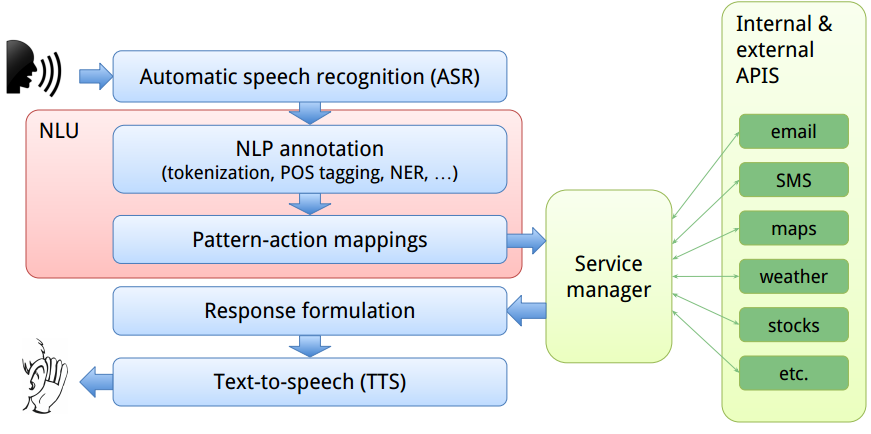 Automatic speech recognition (ASR)
NLU
NLP annotation
(tokenization, POS tagging, NER, …)
Pattern-action mappings
Response formulation
Text-to-speech (TTS)
Service
manager
Internal &
external
APIS
email
SMS
maps
weather
stocks
etc.